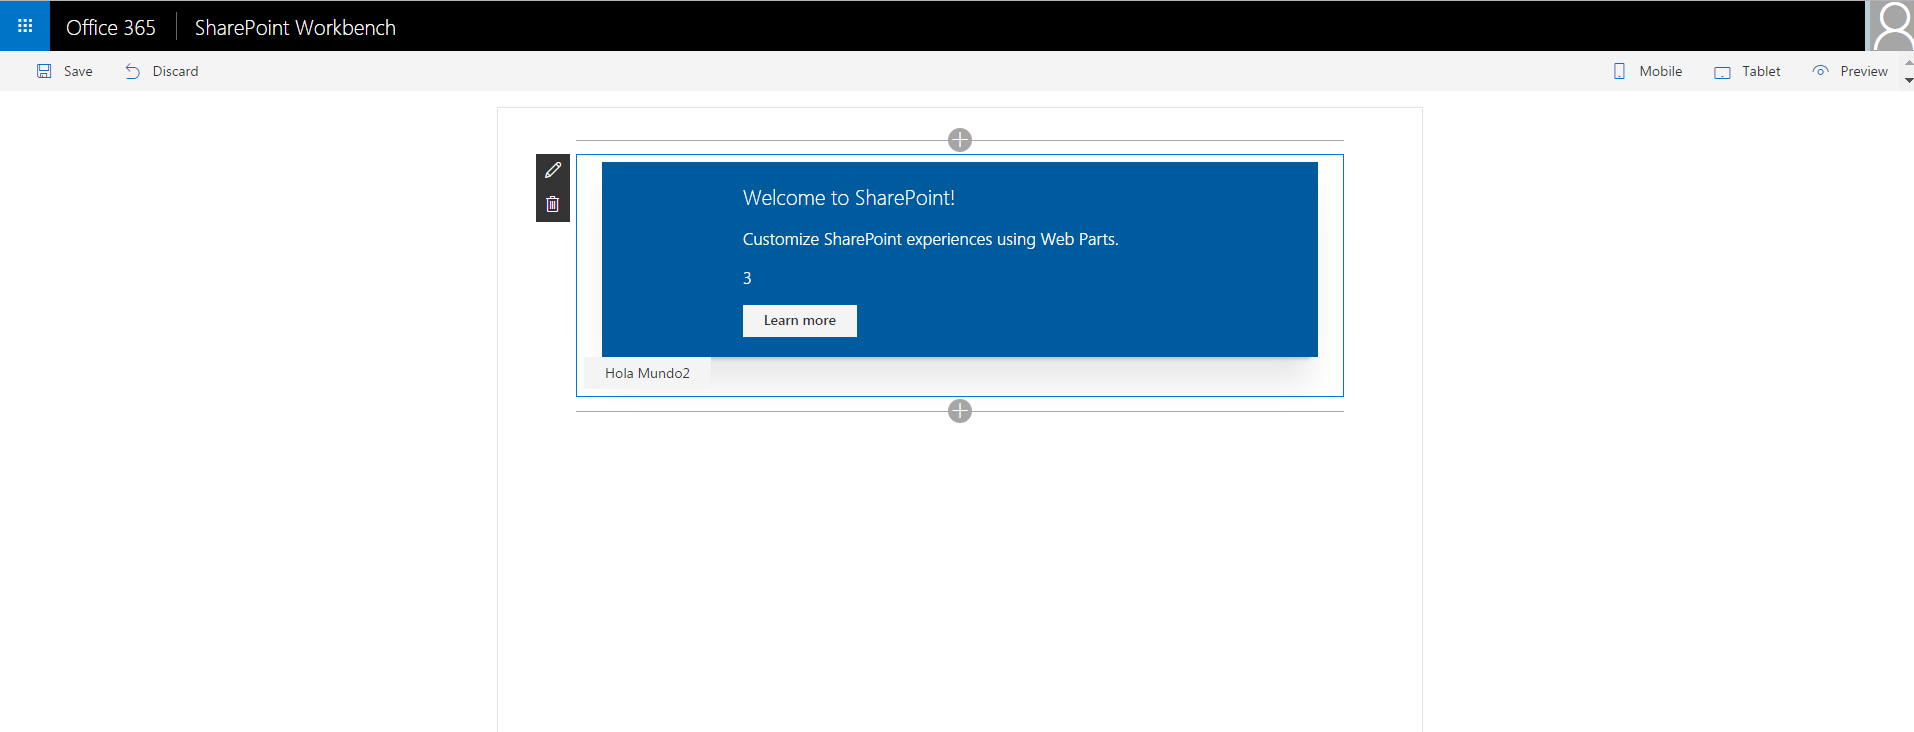 Office 365 SharePoint Workbench
Save Discard Mobile Tablet Preview
Welcome to SharePoint!
Customize SharePoint experiences using Web Parts.
3
Learn more
Hola Mundo2